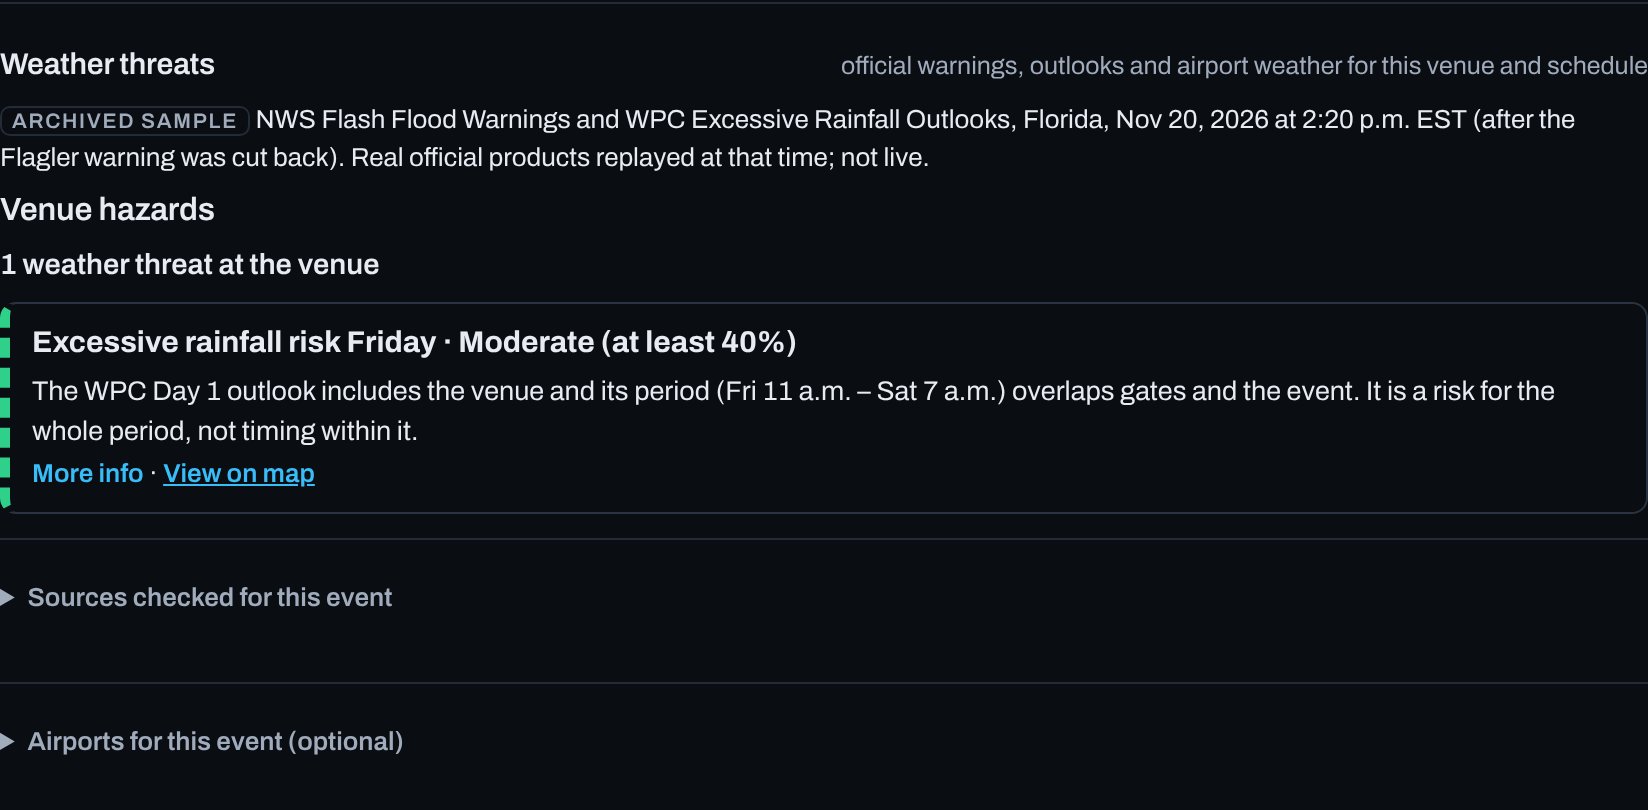 Weather threats
official warnings, outlooks and airport weather for this venue and schedule
ARCHIVED SAMPLE NWS Flash Flood Warnings and WPC Excessive Rainfall Outlooks, Florida, Nov 20, 2026 at 2:20 p.m. EST (after the
Flagler warning was cut back). Real official products replayed at that time; not live.
Venue hazards
1 weather threat at the venue
Excessive rainfall risk Friday · Moderate (at least 40%)
The WPC Day 1 outlook includes the venue and its period (Fri 11 a.m. – Sat 7 a.m.) overlaps gates and the event. It is a risk for the
whole period, not timing within it.
More info · View on map
Sources checked for this event
Airports for this event (optional)